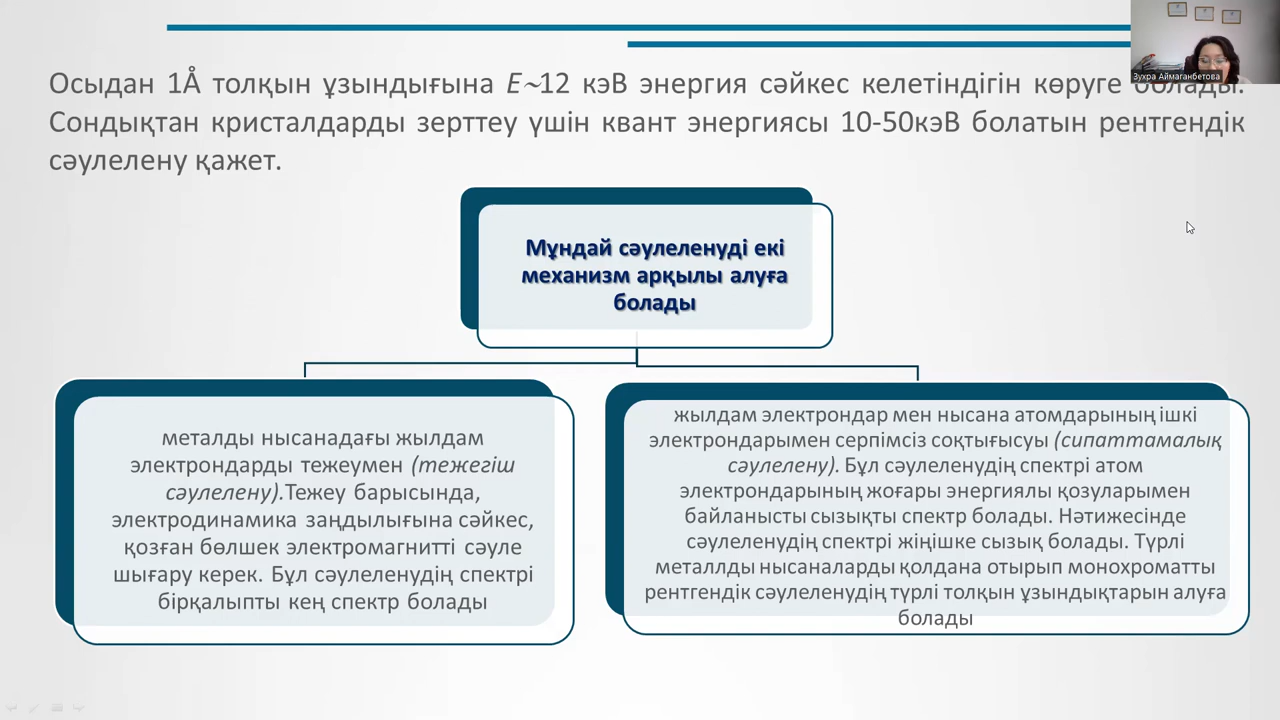 Осыдан 1Å толқын ұзындығына E~12 кэВ энергия сәйкес келетіндігін көруге болады.
Сондықтан кристалдарды зерттеу үшін квант энергиясы 10-50кэВ болатын рентгендік
сәулелену қажет.
Зухра Аймаганбетова
Мұндай сәулеленуді екі
механизм арқылы алуға
болады
металды нысанадағы жылдам
электрондарды тежеумен (тежегіш
сәулелену).Тежеу барысында,
электродинамика заңдылығына сәйкес,
қозған бөлшек электромагнитті сәуле
шығару керек. Бұл сәулеленудің спектрі
бірқалыпты кең спектр болады
жылдам электрондар мен нысана атомдарының ішкі
электрондарымен серпімсіз соқтығысуы (сипаттамалық
сәулелену). Бұл сәулеленудің спектрі атом
электрондарының жоғары энергиялы қозуларымен
байланысты сызықты спектр болады. Нәтижесінде
сәулеленудің спектрі жіңішке сызық болады. Түрлі
металлды нысаналарды қолдана отырып монохроматты
рентгендік сәулеленудің түрлі толқын ұзындықтарын алуға
болады